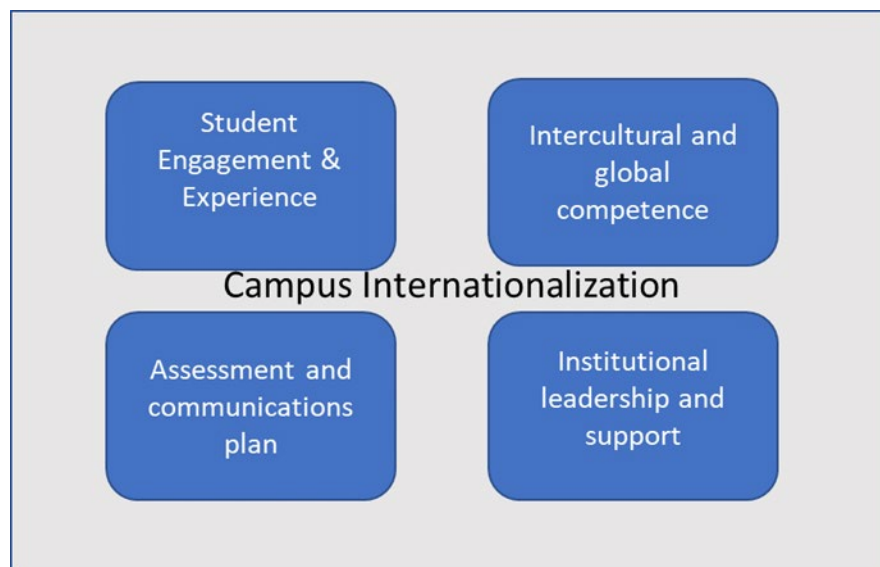 Student
Engagement &
Experience
Intercultural and
global
competence
Campus Internationalization
Assessment and
communications
plan
Institutional
leadership and
support